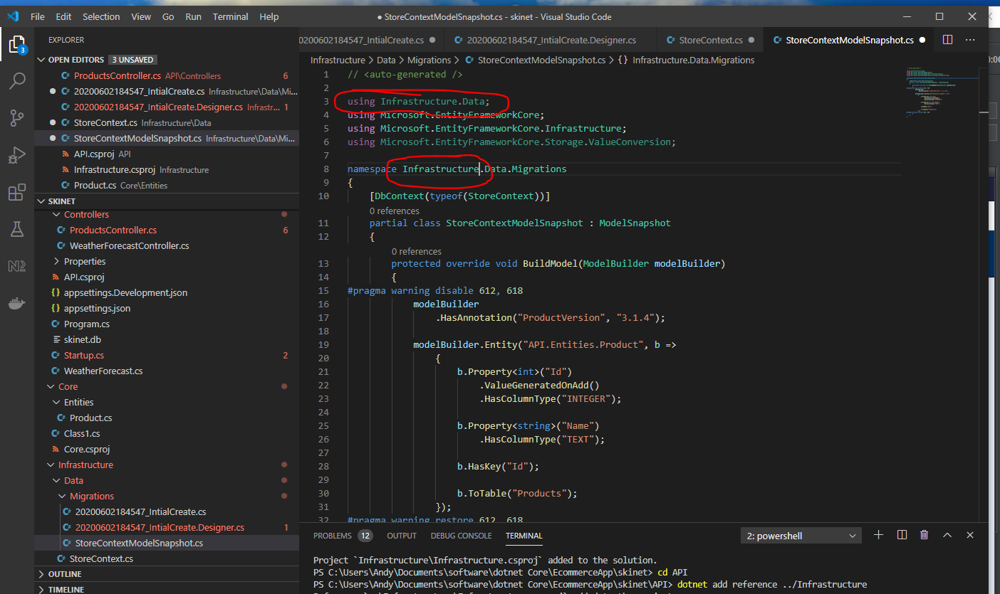 File Edit Selection View Go Run Terminal Help
● StoreContextModelSnapshot.cs - skinet - Visual Studio Code
EXPLORER
OPEN EDITORS 3 UNSAVED
ProductsController.cs API\Controllers 6
● 20200602184547_IntialCreate.cs Infrastructure\Data\Mi...
20200602184547_IntialCreate.Designer.cs Infrastr... 1
● StoreContext.cs Infrastructure\Data
● StoreContextModelSnapshot.cs Infrastructure\Data\Mi...
API.csproj API
Infrastructure.csproj Infrastructure
Product.cs Core\Entities
SKINET
Controllers
ProductsController.cs 6
WeatherForecastController.cs
Properties
API.csproj
{} appsettings.Development.json
{} appsettings.json
Program.cs
skinet.db
Startup.cs 2
WeatherForecast.cs
Core
Entities
Product.cs
Class1.cs
Core.csproj
Infrastructure
Data
Migrations
20200602184547_IntialCreate.cs
20200602184547_IntialCreate.Designer.cs 1
StoreContextModelSnapshot.cs
StoreContext.cs
OUTLINE
TIMELINE
3
20200602184547_IntialCreate.cs ● 20200602184547_IntialCreate.Designer.cs StoreContext.cs ● StoreContextModelSnapshot.cs ● ...
Infrastructure > Data > Migrations > StoreContextModelSnapshot.cs > {} Infrastructure.Data.Migrations
1 // <auto-generated />
2
3 using Infrastructure.Data;
4 using Microsoft.EntityFrameworkCore;
5 using Microsoft.EntityFrameworkCore.Infrastructure;
6 using Microsoft.EntityFrameworkCore.Storage.ValueConversion;
7
8 namespace Infrastructure.Data.Migrations
9 {
10 [DbContext(typeof(StoreContext))]
0 references
11 partial class StoreContextModelSnapshot : ModelSnapshot
12 {
0 references
13 protected override void BuildModel(ModelBuilder modelBuilder)
14 {
15 #pragma warning disable 612, 618
16 modelBuilder
17 .HasAnnotation("ProductVersion", "3.1.4");
18
19 modelBuilder.Entity("API.Entities.Product", b =>
20 {
21 b.Property<int>("Id")
22 .ValueGeneratedOnAdd()
23 .HasColumnType("INTEGER");
24
25 b.Property<string>("Name")
26 .HasColumnType("TEXT");
27
28 b.HasKey("Id");
29
30 b.ToTable("Products");
31 });
32 #pragma warning restore 612, 618
PROBLEMS 12 OUTPUT DEBUG CONSOLE TERMINAL 2: powershell
Project `Infrastructure\Infrastructure.csproj` added to the solution.
PS C:\Users\Andy\Documents\software\dotnet Core\EcommerceApp\skinet> cd API
PS C:\Users\Andy\Documents\software\dotnet Core\EcommerceApp\skinet\API> dotnet add reference ../Infrastructure